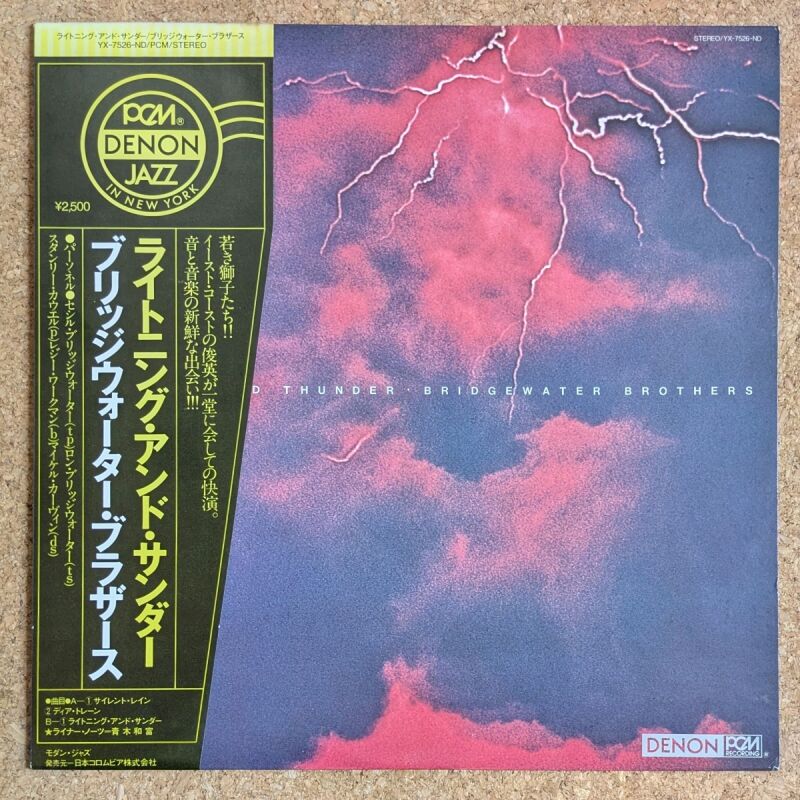 ライトニング・アンド・サンダー/ブリッジウォーター・ブラザース
YX-7526-ND/PCM/STEREO
STEREO/YX-7526-ND
PCM®
DENON
JAZZ
IN NEW YORK
¥2,500
若き獅子たち!!
イースト・コーストの俊英が一堂に会しての快演。
音と音楽の新鮮な出会い!!!
ライトニング・アンド・サンダー
ブリッジウォーター・ブラザース
●パーソネル●セシル・ブリッジウォーター(tp)ロン・ブリッジウォーター(ts)
スタンリー・カウエル(p)レジー・ワークマン(b)マイケル・カーヴィン(ds)
D THUNDER · BRIDGEWATER BROTHERS
●曲目●A—①サイレント・レイン
②ディア・トレーン
B—①ライトニング・アンド・サンダー
★ライナー・ノーツ—青木和富
モダン・ジャズ
発売元—日本コロムビア株式会社
DENON PCM RECORDING ®